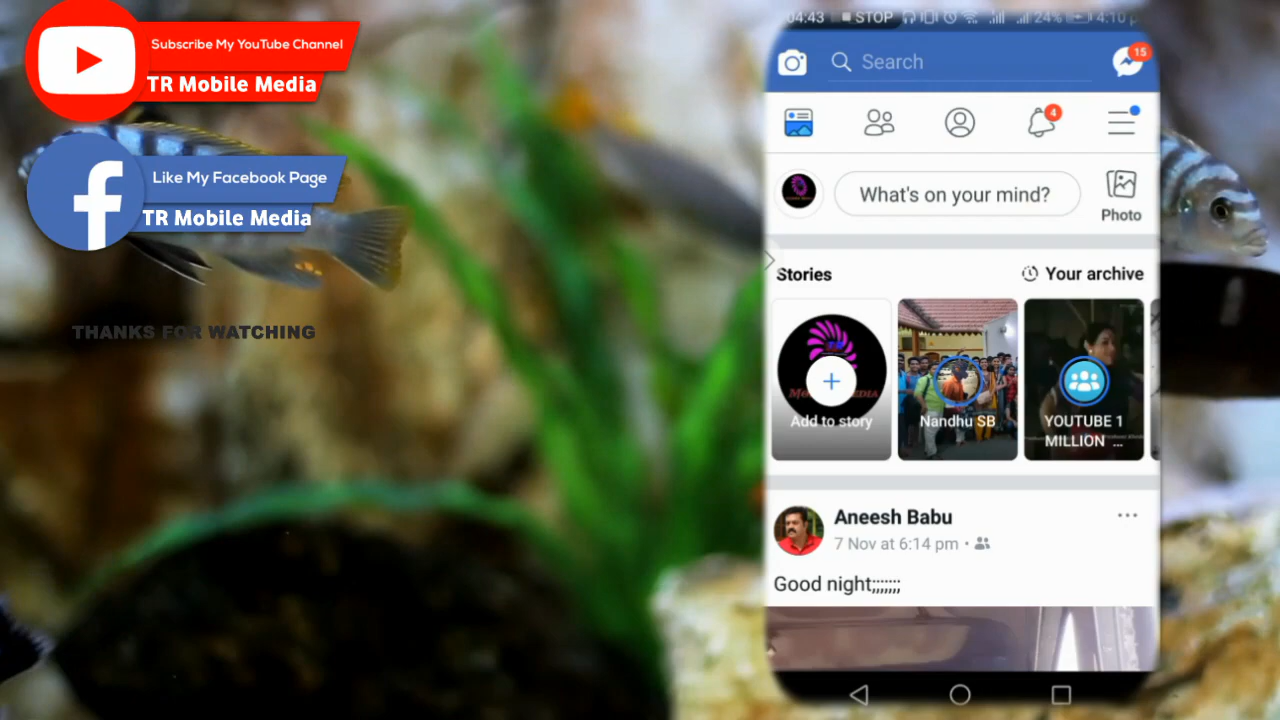 Subscribe My YouTube Channel
TR Mobile Media
Like My Facebook Page
TR Mobile Media
THANKS FOR WATCHING
04:43 STOP 24% 4:10
Search
15
4
What's on your mind?
Photo
Stories
Your archive
Add to story
Nandhu SB
YOUTUBE 1
MILLION ...
Aneesh Babu
7 Nov at 6:14 pm
Good night;;;;;;;